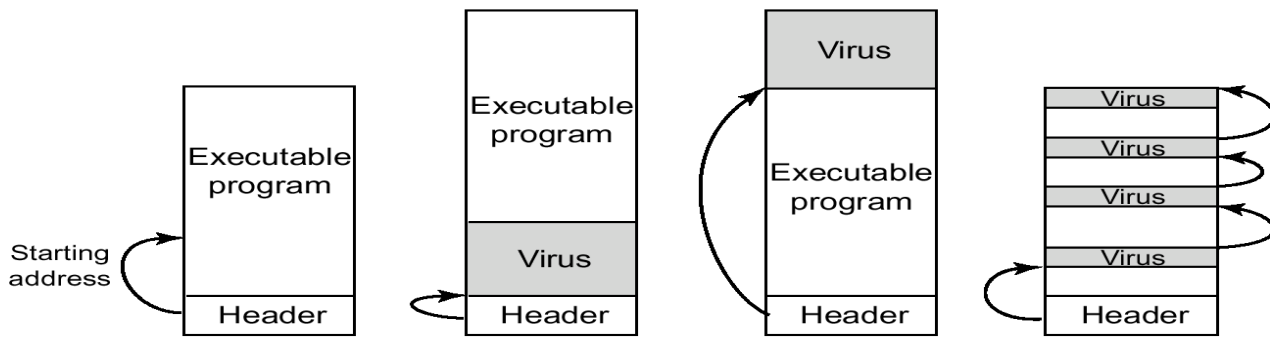 Executable
program
Starting
address
Header
Executable
program
Virus
Header
Virus
Executable
program
Header
Virus
Virus
Virus
Virus
Header